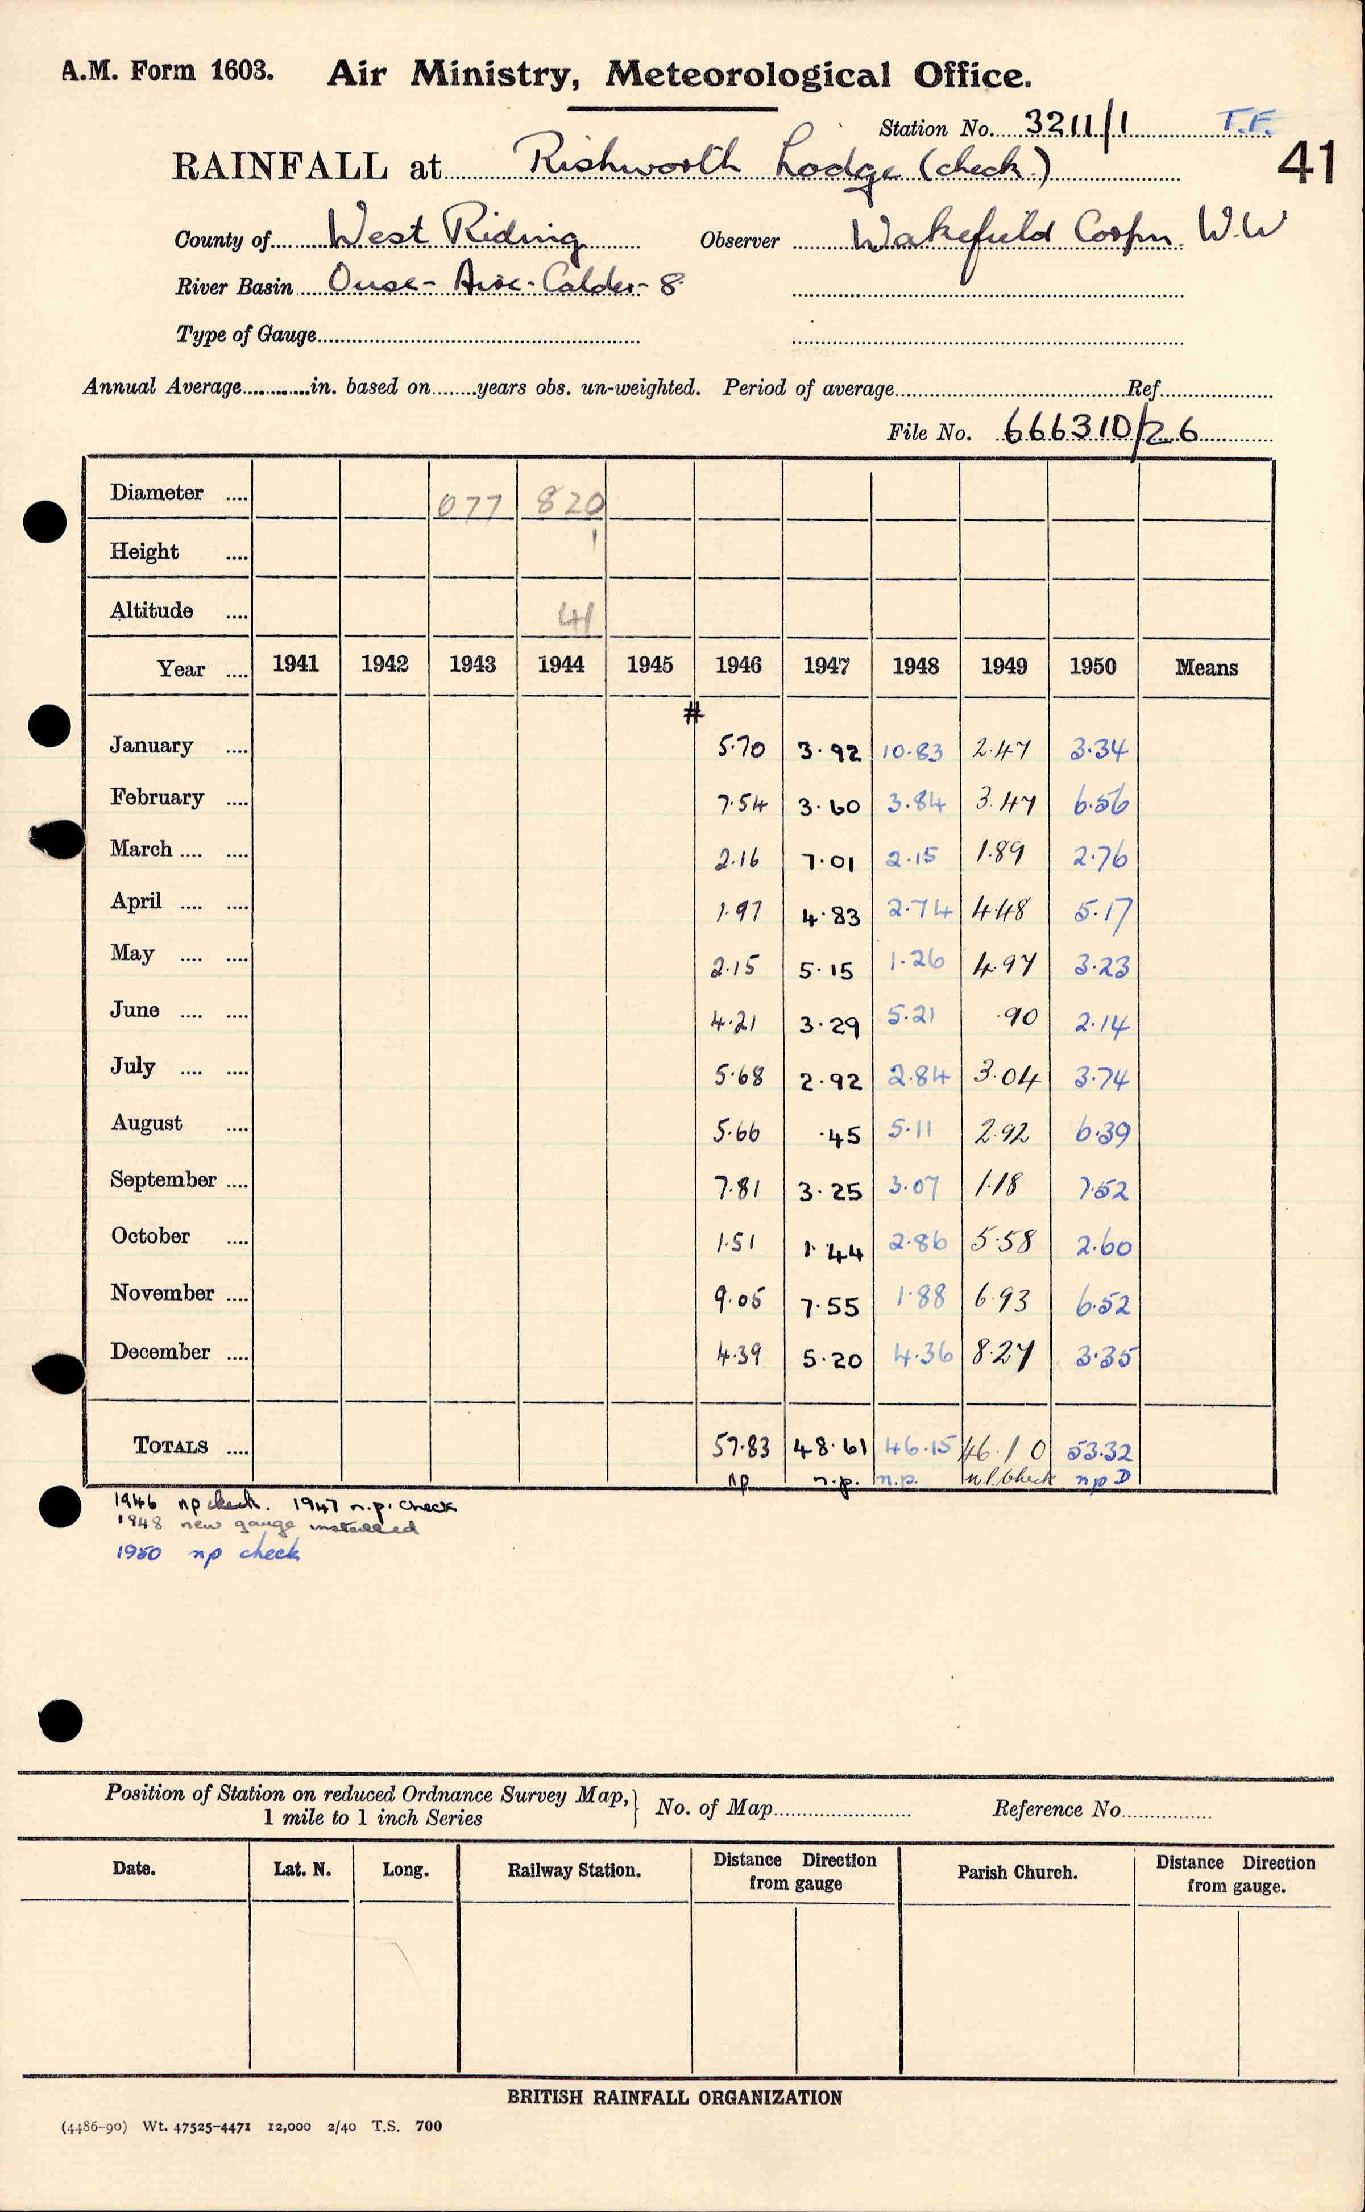 A.M. Form 1603. Air Ministry, Meteorological Office.
Station No. 3211/1 T.F.
RAINFALL at Rishworth Lodge (check.) 41
County of West Riding Observer Wakefield Corpn. W.W
River Basin Ouse - Aire - Calder - 8
Type of Gauge
Annual Average in. based on years obs. un-weighted. Period of average Ref.
File No. 666310/26
Diameter .... 077 820
Height .... 1
Altitude .... 41
Year .... 1941 1942 1943 1944 1945 1946 1947 1948 1949 1950 Means
#
January .... 5.70 3.92 10.83 2.47 3.34
February .... 7.54 3.60 3.84 3.47 6.56
March .... .... 2.16 7.01 2.15 1.89 2.76
April .... .... 1.97 4.83 2.74 4.48 5.17
May .... .... 2.15 5.15 1.26 4.97 3.23
June .... .... 4.21 3.29 5.21 .90 2.14
July .... .... 5.68 2.92 2.84 3.04 3.74
August .... 5.66 .45 5.11 2.92 6.39
September .... 7.81 3.25 3.07 1.18 7.52
October .... 1.51 1.44 2.86 5.58 2.60
November .... 9.05 7.55 1.88 6.93 6.52
December .... 4.39 5.20 4.36 8.27 3.35
TOTALS .... 57.83 48.61 46.15 46.10 53.32
np n.p. n.p. check np D
1946 np check. 1947 n.p. check
1948 new gauge installed
1950 np check
Position of Station on reduced Ordnance Survey Map, } No. of Map Reference No.
1 mile to 1 inch Series
Date. Lat. N. Long. Railway Station. Distance Direction from gauge Parish Church. Distance Direction from gauge.
BRITISH RAINFALL ORGANIZATION
(4486-90) Wt. 47525-4471 12,000 2/40 T.S. 700